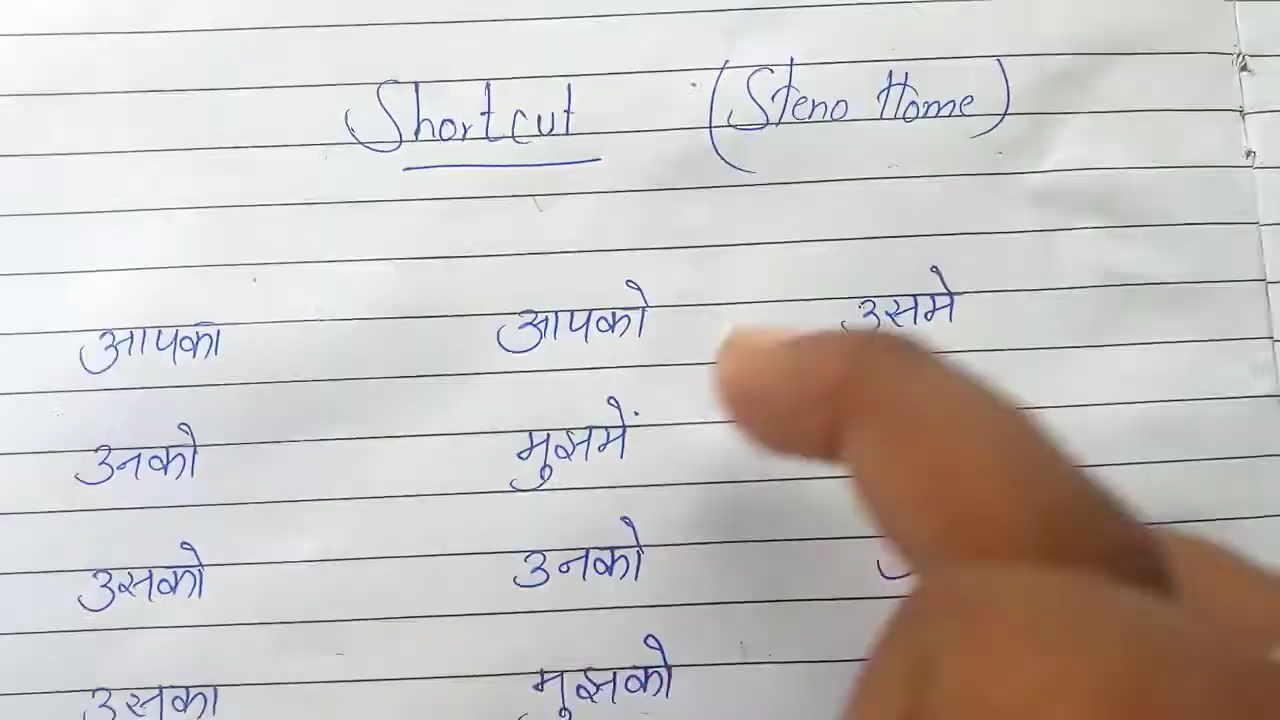 Shortcut (Steno Home)
आपका आपको उसमे
उनको मुझमें
उसको उनको
उसका मुझको